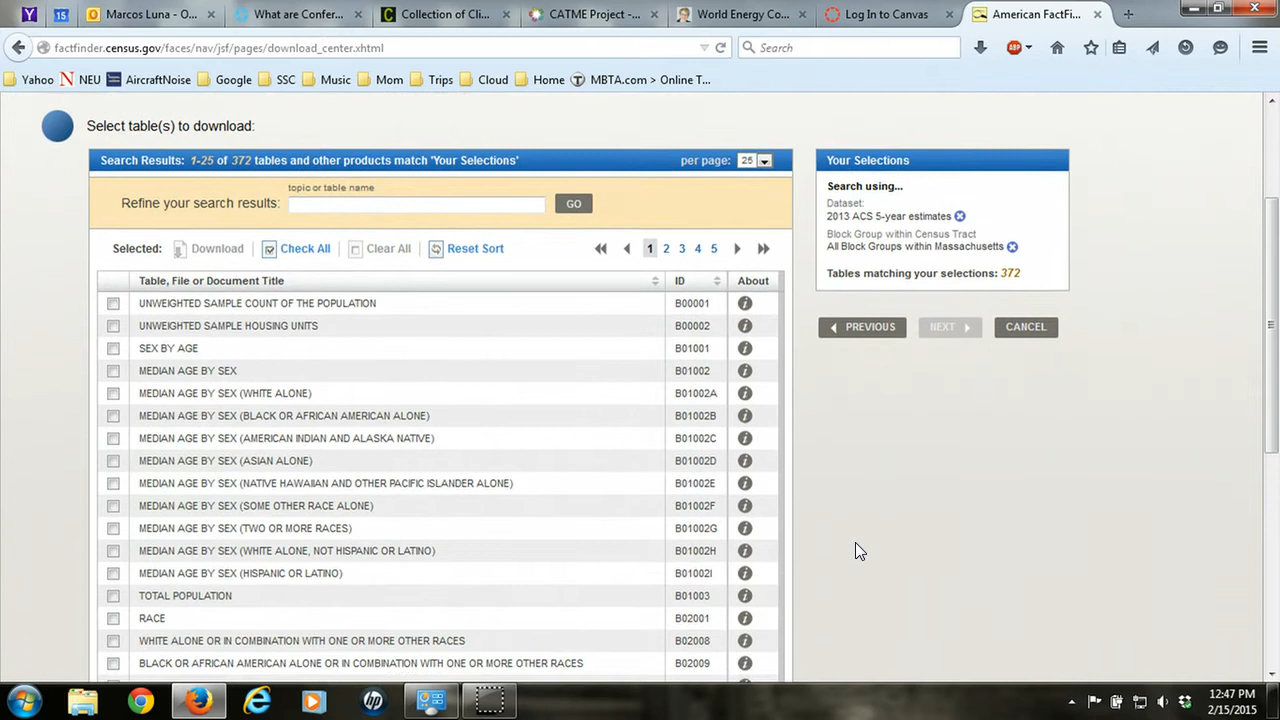 15
Marcos Luna - O...
What are Confer...
Collection of Cli...
CATME Project -...
World Energy Co...
Log In to Canvas
American FactFi...
factfinder.census.gov/faces/nav/jsf/pages/download_center.xhtml
Search
ABP
Yahoo
NEU
AircraftNoise
Google
SSC
Music
Mom
Trips
Cloud
Home
MBTA.com > Online T...
Select table(s) to download:
Search Results: 1-25 of 372 tables and other products match 'Your Selections'
per page: 25
topic or table name
Refine your search results:
GO
Selected: Download Check All Clear All Reset Sort
1 2 3 4 5
Table, File or Document Title ID About
UNWEIGHTED SAMPLE COUNT OF THE POPULATION B00001
UNWEIGHTED SAMPLE HOUSING UNITS B00002
SEX BY AGE B01001
MEDIAN AGE BY SEX B01002
MEDIAN AGE BY SEX (WHITE ALONE) B01002A
MEDIAN AGE BY SEX (BLACK OR AFRICAN AMERICAN ALONE) B01002B
MEDIAN AGE BY SEX (AMERICAN INDIAN AND ALASKA NATIVE) B01002C
MEDIAN AGE BY SEX (ASIAN ALONE) B01002D
MEDIAN AGE BY SEX (NATIVE HAWAIIAN AND OTHER PACIFIC ISLANDER ALONE) B01002E
MEDIAN AGE BY SEX (SOME OTHER RACE ALONE) B01002F
MEDIAN AGE BY SEX (TWO OR MORE RACES) B01002G
MEDIAN AGE BY SEX (WHITE ALONE, NOT HISPANIC OR LATINO) B01002H
MEDIAN AGE BY SEX (HISPANIC OR LATINO) B01002I
TOTAL POPULATION B01003
RACE B02001
WHITE ALONE OR IN COMBINATION WITH ONE OR MORE OTHER RACES B02008
BLACK OR AFRICAN AMERICAN ALONE OR IN COMBINATION WITH ONE OR MORE OTHER RACES B02009
Your Selections
Search using...
Dataset:
2013 ACS 5-year estimates
Block Group within Census Tract
All Block Groups within Massachusetts
Tables matching your selections: 372
PREVIOUS
NEXT
CANCEL
12:47 PM
2/15/2015